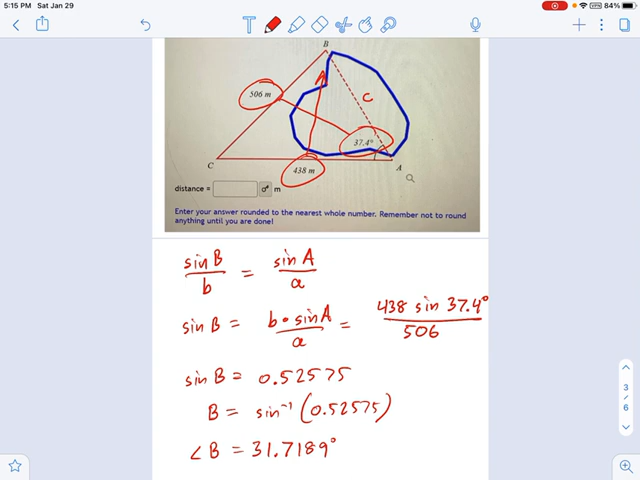 5:15 PM Sat Jan 29
84%
B
506 m
C
37.4°
C
A
438 m
distance = m
Enter your answer rounded to the nearest whole number. Remember not to round
anything until you are done!
sin B / b = sin A / a
sin B = b • sin A / a = 438 sin 37.4° / 506
sin B = 0.52575
B = sin⁻¹ (0.52575)
∠B = 31.7189°
3
6